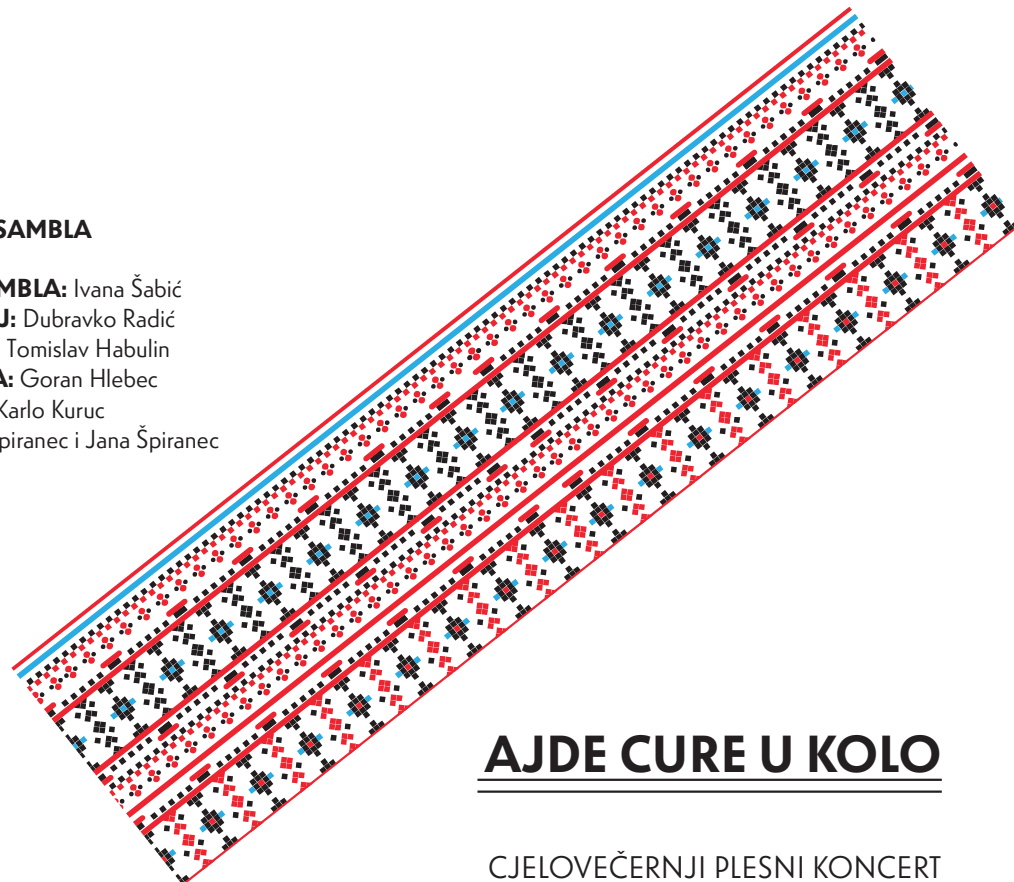 SAMBLA
MBLA: Ivana Šabić
J: Dubravko Radić
Tomislav Habulin
A: Goran Hlebec
Karlo Kuruc
piranec i Jana Špiranec
AJDE CURE U KOLO
CJELOVEČERNJI PLESNI KONCERT